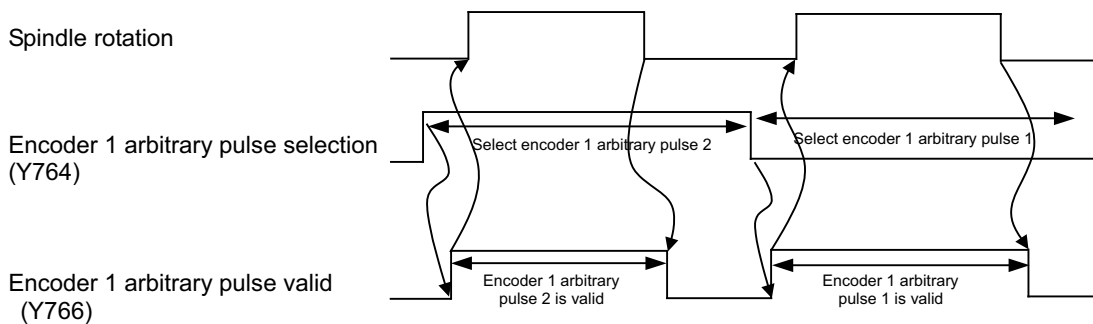 Spindle rotation
Encoder 1 arbitrary pulse selection
(Y764)
Select encoder 1 arbitrary pulse 2
Select encoder 1 arbitrary pulse 1
Encoder 1 arbitrary pulse valid
(Y766)
Encoder 1 arbitrary
pulse 2 is valid
Encoder 1 arbitrary
pulse 1 is valid